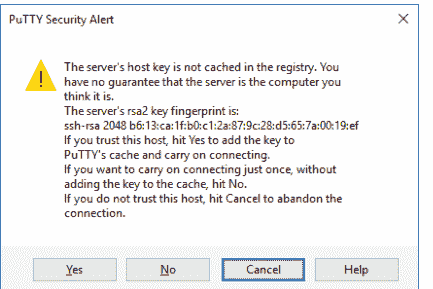 PuTTY Security Alert
The server's host key is not cached in the registry. You
have no guarantee that the server is the computer you
think it is.
The server's rsa2 key fingerprint is:
ssh-rsa 2048 b6:13:ca:1f:b0:c1:2a:87:9c:28:d5:65:7a:00:19:ef
If you trust this host, hit Yes to add the key to
PuTTY's cache and carry on connecting.
If you want to carry on connecting just once, without
adding the key to the cache, hit No.
If you do not trust this host, hit Cancel to abandon the
connection.
Yes No Cancel Help